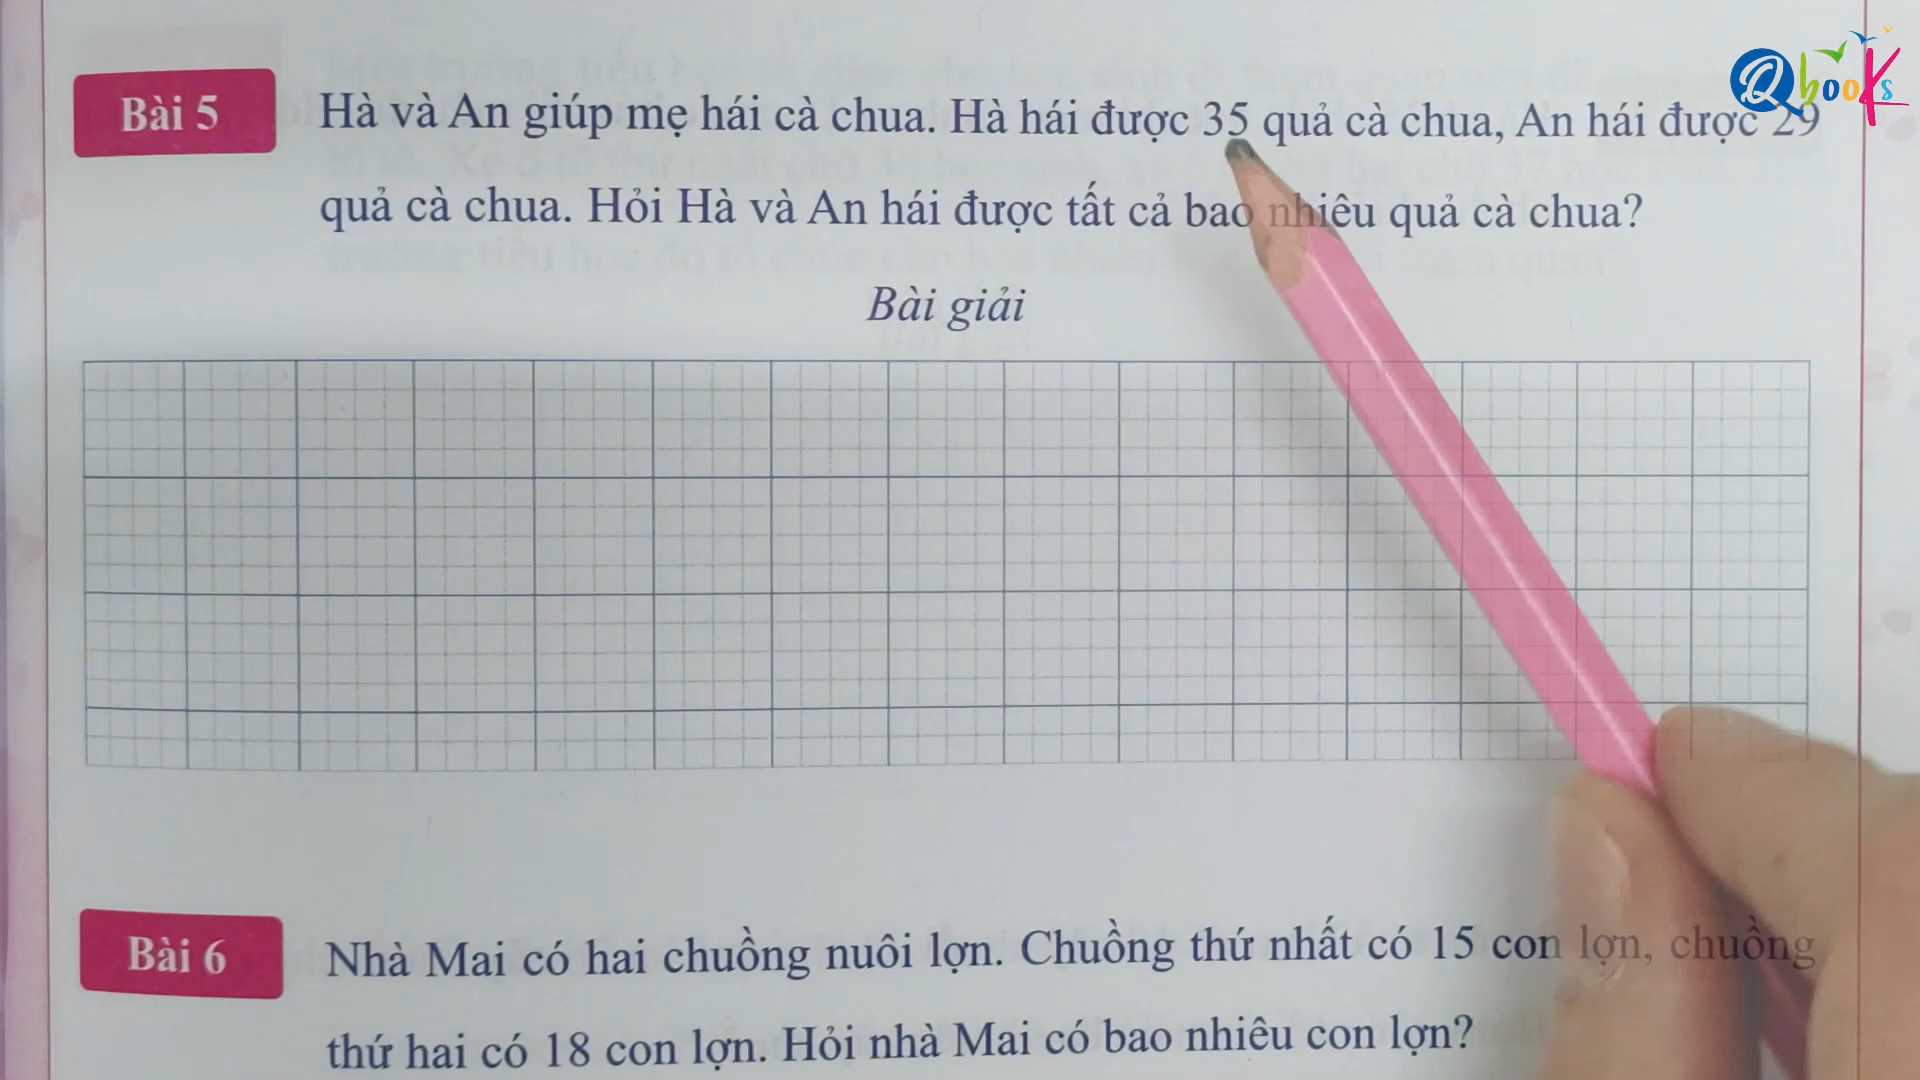 Qbooks
Bài 5
Hà và An giúp mẹ hái cà chua. Hà hái được 35 quả cà chua, An hái được 29
quả cà chua. Hỏi Hà và An hái được tất cả bao nhiêu quả cà chua?
Bài giải
Bài 6
Nhà Mai có hai chuồng nuôi lợn. Chuồng thứ nhất có 15 con lợn, chuồng
thứ hai có 18 con lợn. Hỏi nhà Mai có bao nhiêu con lợn?